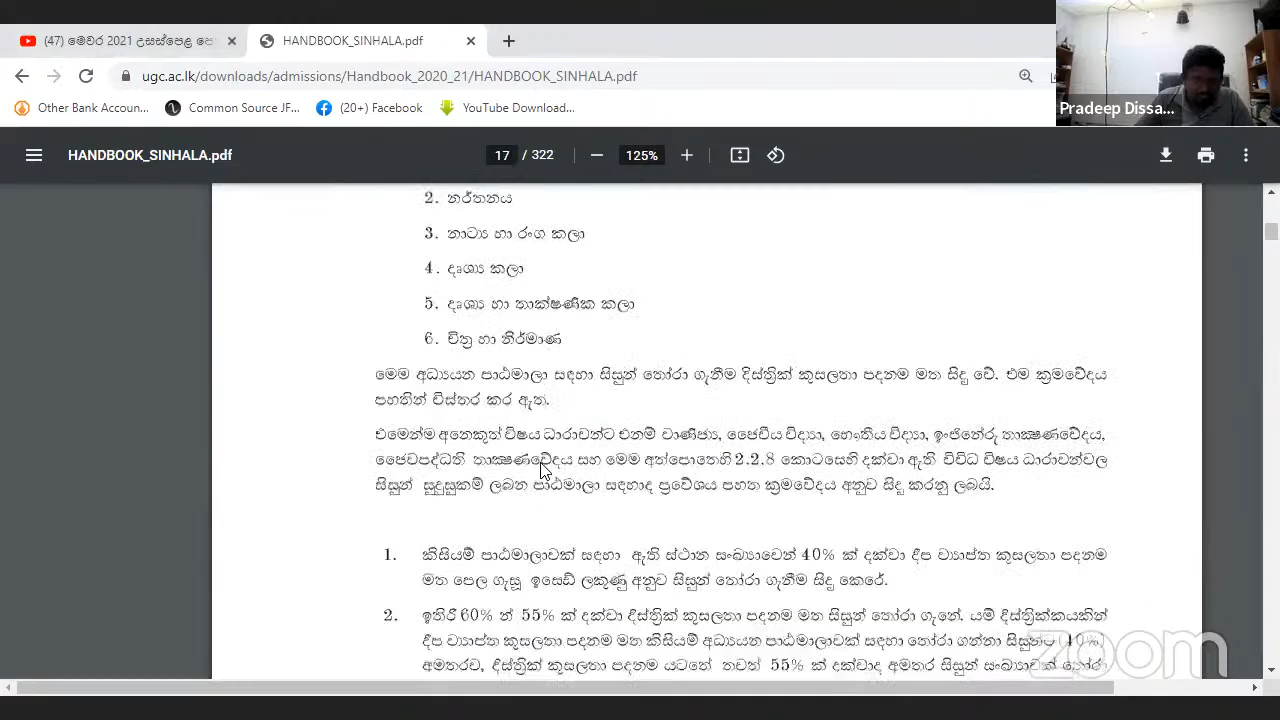 (47) මෙවර 2021 උසස්පෙළ පෙ
HANDBOOK_SINHALA.pdf
ugc.ac.lk/downloads/admissions/Handbook_2020_21/HANDBOOK_SINHALA.pdf
Other Bank Accoun...
Common Source JF...
(20+) Facebook
YouTube Download...
Pradeep Dissa...
HANDBOOK_SINHALA.pdf
17 / 322
125%
2. නර්තනය
3. නාට්‍ය හා රංග කලා
4. දෘශ්‍ය කලා
5. දෘශ්‍ය හා තාක්ෂණික කලා
6. චිත්‍ර හා නිර්මාණ
මෙම අධ්‍යයන පාඨමාලා සඳහා සිසුන් තෝරා ගැනීම දිස්ත්‍රික් කුසලතා පදනම මත සිදු වේ. එම ක්‍රමවේදය
පහතින් විස්තර කර ඇත.
එමෙන්ම අනෙකුත් විෂය ධාරාවන්ට එනම් වාණිජ්‍ය, ජෛවීය විද්‍යා, භෞතීය විද්‍යා, ඉංජිනේරු තාක්‍ෂණවේදය,
ජෛවපද්ධති තාක්‍ෂණවේදය සහ මෙම අත්පොතෙහි 2.2.8 කොටසෙහි දක්වා ඇති විවිධ විෂය ධාරාවන්වල
සිසුන් සුදුසුකම් ලබන පාඨමාලා සඳහාද ප්‍රවේශය පහත ක්‍රමවේදය අනුව සිදු කරනු ලබයි.
1. කිසියම් පාඨමාලාවක් සඳහා ඇති ස්ථාන සංඛ්‍යාවෙන් 40% ක් දක්වා දීප ව්‍යාප්ත කුසලතා පදනම
මත පෙල ගැසූ ඉසෙඩ් ලකුණු අනුව සිසුන් තෝරා ගැනීම සිදු කෙරේ.
2. ඉතිරි 60% න් 55% ක් දක්වා දිස්ත්‍රික් කුසලතා පදනම මත සිසුන් තෝරා ගැනේ. යම් දිස්ත්‍රික්කයකින්
දීප ව්‍යාප්ත කුසලතා පදනම මත කිසියම් අධ්‍යයන පාඨමාලාවක් සඳහා තෝරා ගන්නා සිසුන්ට (40%)
අමතරව, දිස්ත්‍රික් කුසලතා පදනම යටතේ තවත් 55% ක් දක්වාද අමතර සිසුන් සංඛ්‍යාවක් තෝරා
zoom